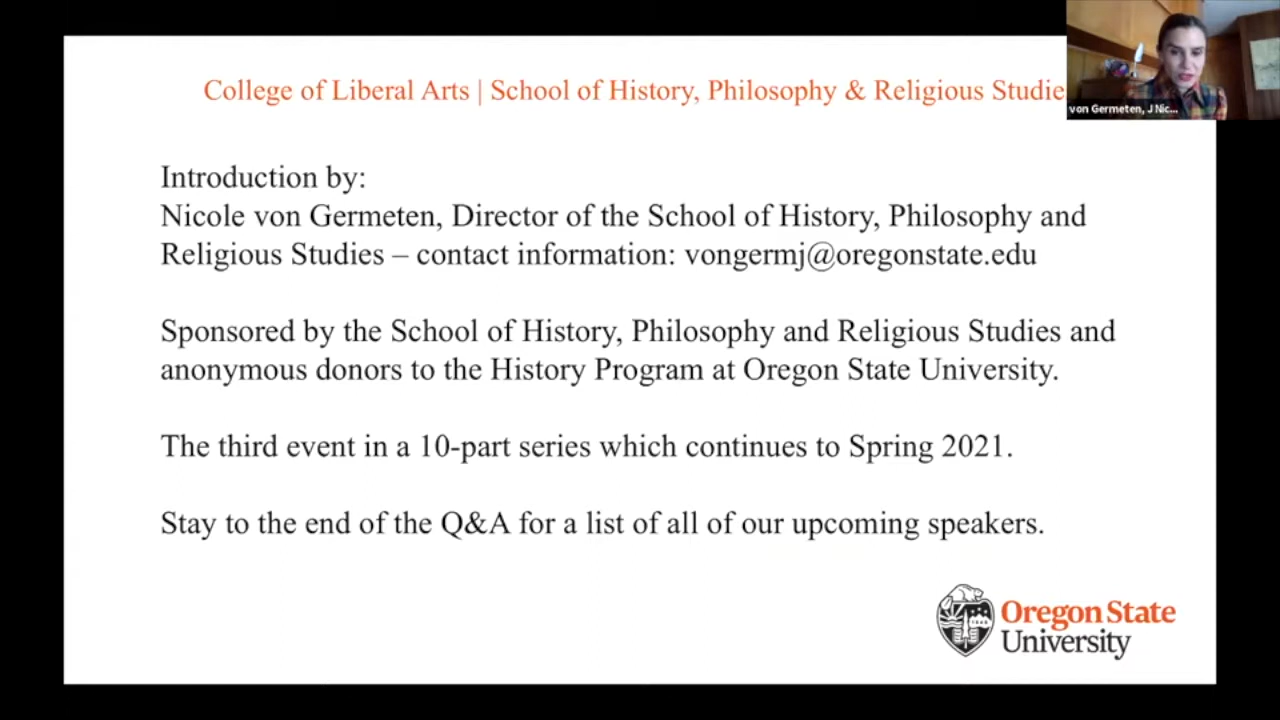 College of Liberal Arts | School of History, Philosophy & Religious Studie
von Germeten, J Nic...
Introduction by:
Nicole von Germeten, Director of the School of History, Philosophy and
Religious Studies – contact information: vongermj@oregonstate.edu
Sponsored by the School of History, Philosophy and Religious Studies and
anonymous donors to the History Program at Oregon State University.
The third event in a 10-part series which continues to Spring 2021.
Stay to the end of the Q&A for a list of all of our upcoming speakers.
Oregon State
University